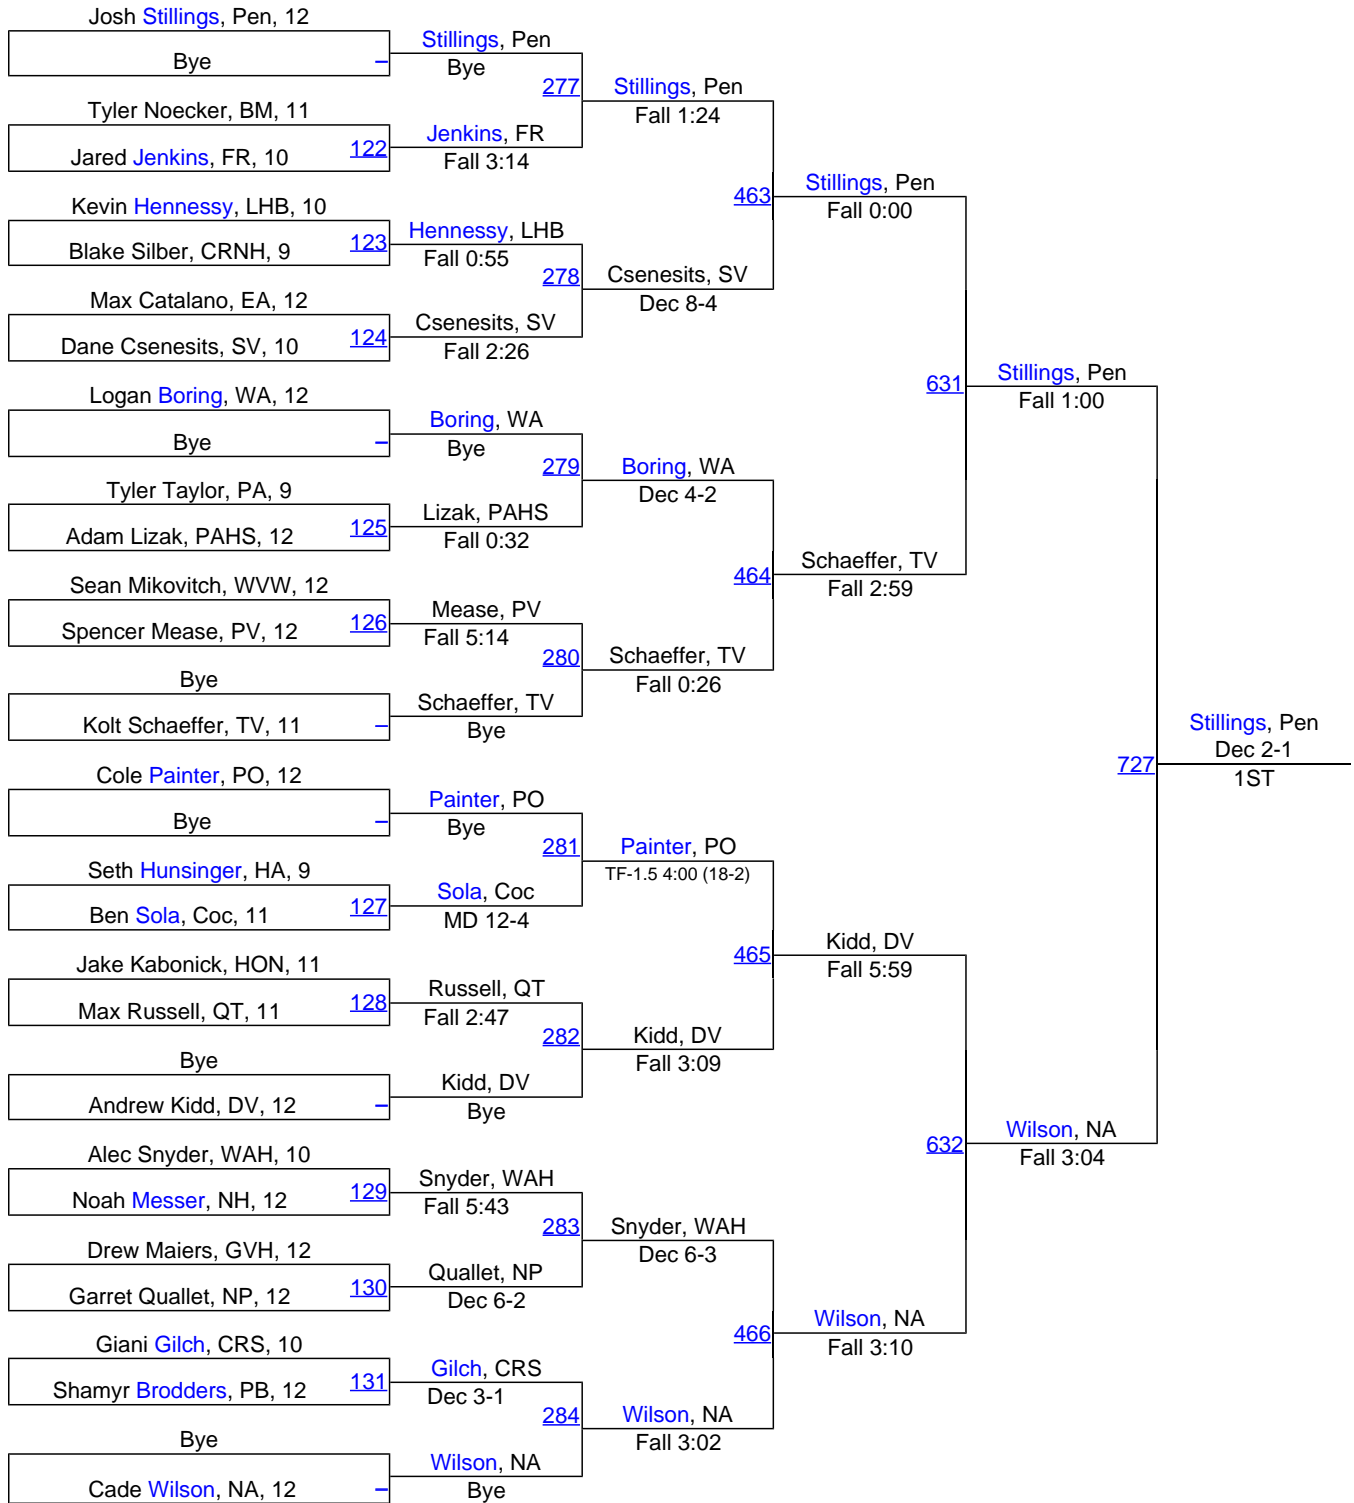 Josh Stillings, Pen, 12
Bye
–
Tyler Noecker, BM, 11
Jared Jenkins, FR, 10
122
Kevin Hennessy, LHB, 10
Blake Silber, CRNH, 9
123
Max Catalano, EA, 12
Dane Csenesits, SV, 10
124
Logan Boring, WA, 12
Bye
–
Tyler Taylor, PA, 9
Adam Lizak, PAHS, 12
125
Sean Mikovitch, WVW, 12
Spencer Mease, PV, 12
126
Bye
Kolt Schaeffer, TV, 11
–
Cole Painter, PO, 12
Bye
–
Seth Hunsinger, HA, 9
Ben Sola, Coc, 11
127
Jake Kabonick, HON, 11
Max Russell, QT, 11
128
Bye
Andrew Kidd, DV, 12
–
Alec Snyder, WAH, 10
Noah Messer, NH, 12
129
Drew Maiers, GVH, 12
Garret Quallet, NP, 12
130
Giani Gilch, CRS, 10
Shamyr Brodders, PB, 12
131
Bye
Cade Wilson, NA, 12
–
Stillings, Pen
Bye
277
Jenkins, FR
Fall 3:14
Hennessy, LHB
Fall 0:55
278
Csenesits, SV
Fall 2:26
Boring, WA
Bye
279
Lizak, PAHS
Fall 0:32
Mease, PV
Fall 5:14
280
Schaeffer, TV
Bye
Painter, PO
Bye
281
Sola, Coc
MD 12-4
Russell, QT
Fall 2:47
282
Kidd, DV
Bye
Snyder, WAH
Fall 5:43
283
Quallet, NP
Dec 6-2
Gilch, CRS
Dec 3-1
284
Wilson, NA
Bye
Stillings, Pen
Fall 1:24
463
Csenesits, SV
Dec 8-4
Boring, WA
Dec 4-2
464
Schaeffer, TV
Fall 0:26
Painter, PO
TF-1.5 4:00 (18-2)
465
Kidd, DV
Fall 3:09
Snyder, WAH
Dec 6-3
466
Wilson, NA
Fall 3:02
Stillings, Pen
Fall 0:00
631
Schaeffer, TV
Fall 2:59
Kidd, DV
Fall 5:59
632
Wilson, NA
Fall 3:10
Stillings, Pen
Fall 1:00
727
Wilson, NA
Fall 3:04
Stillings, Pen
Dec 2-1
1ST